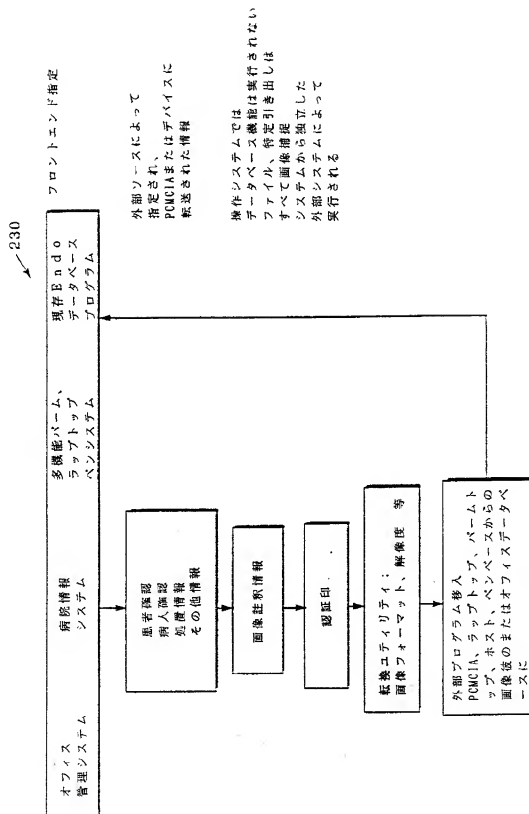 230
フロントエンド指定
オフィス
管理システム
病院情報
システム
多機能パーム、
ラップトップ
ペンシステム
現存Endo
データベース
プログラム
外部ソースによって
指定され、
PCMCIAまたはデバイスに
転送された情報
患者確認
病人確認
処置情報
その他情報
操作システムでは
データベース機能は実行されない
ファイル、特定引き出しは
すべて画像捕捉
システムから独立した
外部システムによって
実行される
画像註釈情報
認証印
転換ユティリティ；
画像フォーマット、解像度 等
外部プログラム移入
PCMCIA、ラップトップ、パームト
ップ、ホスト、ペンベースからの
画像彼のまたはオフィスデータベ
ースに